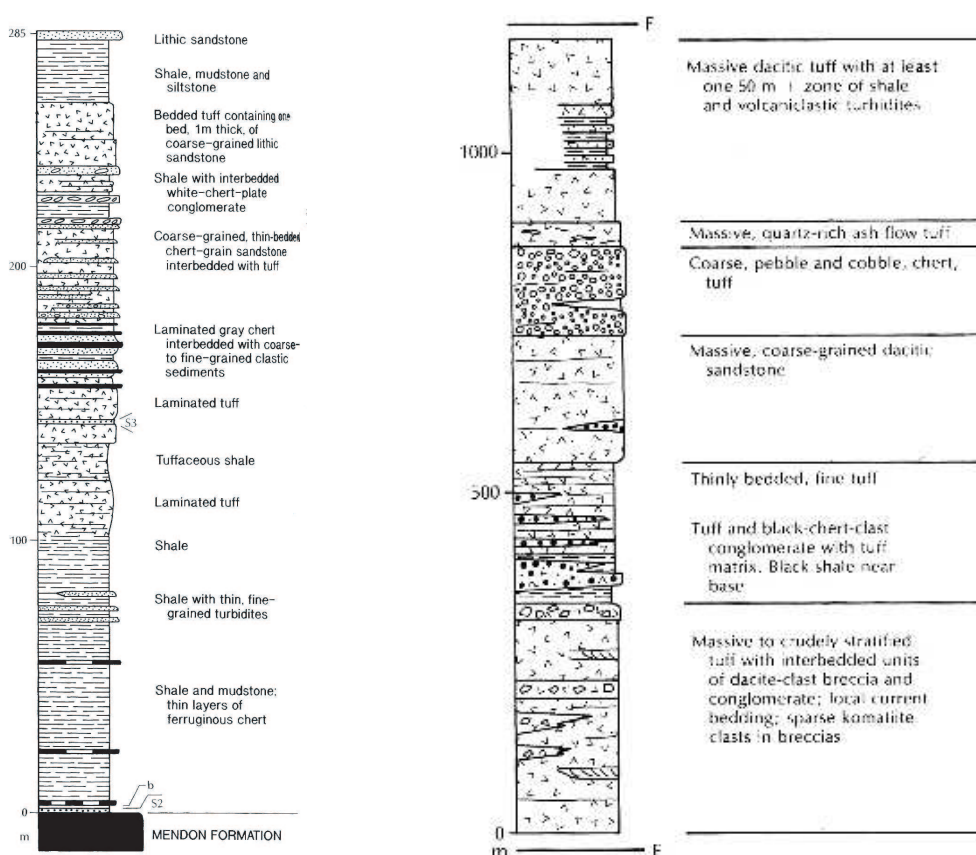 285
Lithic sandstone
Shale, mudstone and
siltstone
Bedded tuff containing one
bed, 1m thick, of
coarse-grained lithic
sandstone
Shale with interbedded
white-chert-plate
conglomerate
Coarse-grained, thin-bedded,
chert-grain sandstone
interbedded with tuff
200
Laminated gray chert
interbedded with coarse-
to fine-grained clastic
sediments
Laminated tuff
S3
Tuffaceous shale
Laminated tuff
100
Shale
Shale with thin, fine-
grained turbidites
Shale and mudstone;
thin layers of
ferruginous chert
b
S2
0
m
MENDON FORMATION
F
Massive dacitic tuff with at least
one 50 m + zone of shale
and volcaniclastic turbidites
1000
Massive, quartz-rich ash flow tuff
Coarse, pebble and cobble, chert,
tuff
Massive, coarse-grained dacitic
sandstone
500
Thinly bedded, fine tuff
Tuff and black-chert-clast
conglomerate with tuff
matrix. Black shale near
base
Massive to crudely stratified
tuff with interbedded units
of dacite-clast breccia and
conglomerate; local current
bedding; sparse komatiite
clasts in breccias
0
m
F